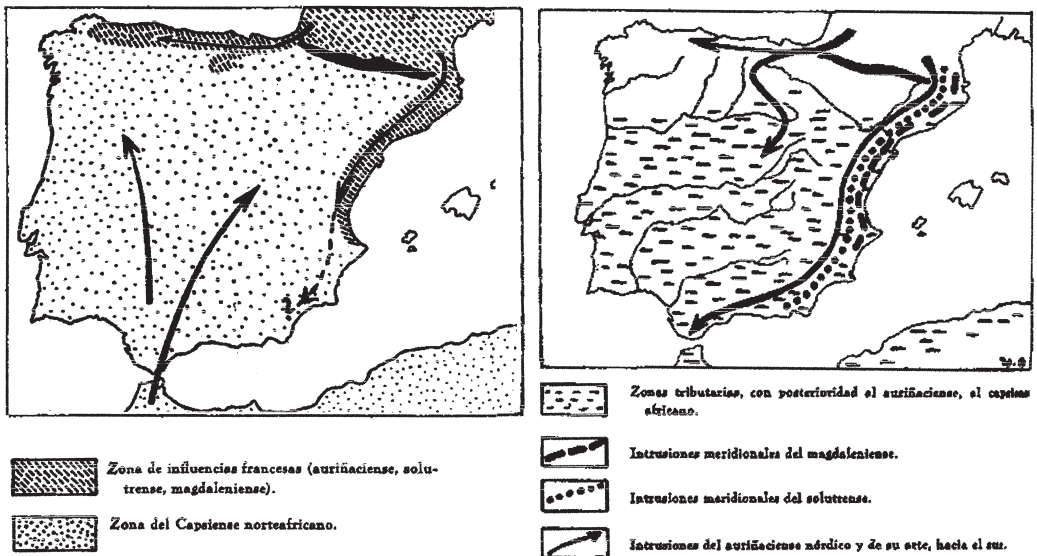 Zona de influencias francesas (auriñaciense, solu-
trense, magdaleniense).
Zona del Capsiense norteafricano.
Zonas tributarias, con posterioridad al auriñaciense, al capsiense
africano.
Intrusiones meridionales del magdaleniense.
Intrusiones meridionales del solutrense.
Intrusiones del auriñaciense nórdico y de su arte, hacia el sur.